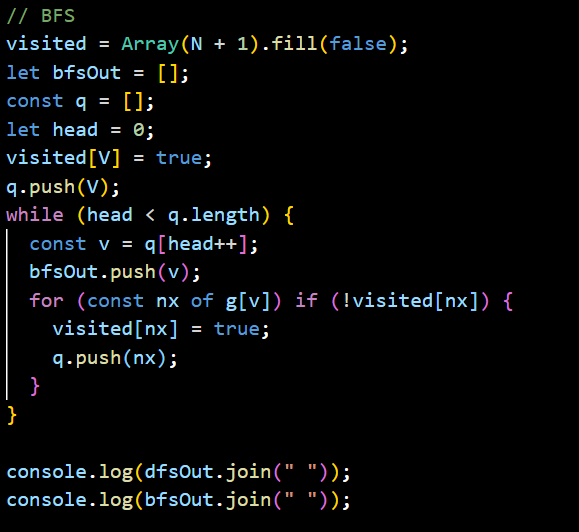 // BFS
visited = Array(N + 1).fill(false);
let bfsOut = [];
const q = [];
let head = 0;
visited[V] = true;
q.push(V);
while (head < q.length) {
  const v = q[head++];
  bfsOut.push(v);
  for (const nx of g[v]) if (!visited[nx]) {
    visited[nx] = true;
    q.push(nx);
  }
}

console.log(dfsOut.join(" "));
console.log(bfsOut.join(" "));